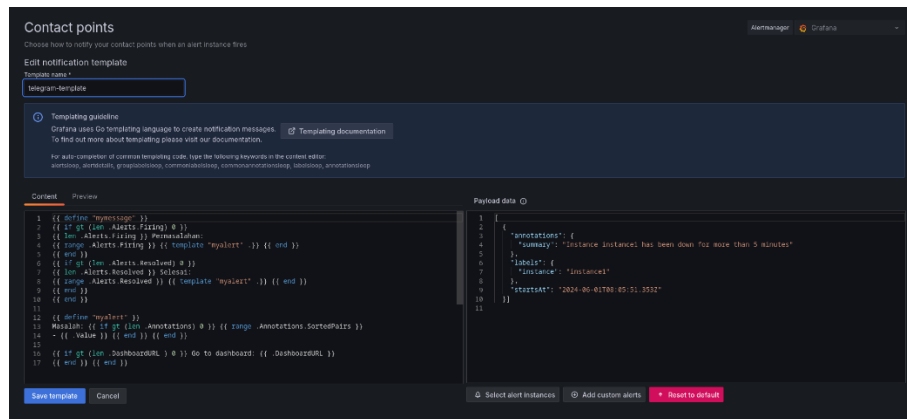 Contact points
Alertmanager Grafana
Choose how to notify your contact points when an alert instance fires
Edit notification template
Template name *
telegram-template
Templating guideline
Grafana uses Go templating language to create notification messages.
To find out more about templating please visit our documentation.
Templating documentation
For auto-completion of common templating code, type the following keywords in the content editor:
alertsloop, alertdetails, grouplabelsloop, commonlabelsloop, commonannotationsloop, labelsloop, annotationsloop
Content Preview
1 {{ define "mymessage" }}
2 {{ if gt (len .Alerts.Firing) 0 }}
3 {{ len .Alerts.Firing }} Permasalahan:
4 {{ range .Alerts.Firing }} {{ template "myalert" .}} {{ end }}
5 {{ end }}
6 {{ if gt (len .Alerts.Resolved) 0 }}
7 {{ len .Alerts.Resolved }} Selesai:
8 {{ range .Alerts.Resolved }} {{ template "myalert" .}} {{ end }}
9 {{ end }}
10 {{ end }}
11
12 {{ define "myalert" }}
13 Masalah: {{ if gt (len .Annotations) 0 }} {{ range .Annotations.SortedPairs }}
14 - {{ .Value }} {{ end }} {{ end }}
15
16 {{ if gt (len .DashboardURL ) 0 }} Go to dashboard: {{ .DashboardURL }}
17 {{ end }} {{ end }}
Payload data
1 [
2 {
3 "annotations": {
4 "summary": "Instance instance1 has been down for more than 5 minutes"
5 },
6 "labels": {
7 "instance": "instance1"
8 },
9 "startsAt": "2024-06-01T08:05:51.353Z"
10 }]
11
Save template Cancel
Select alert instances Add custom alerts Reset to default